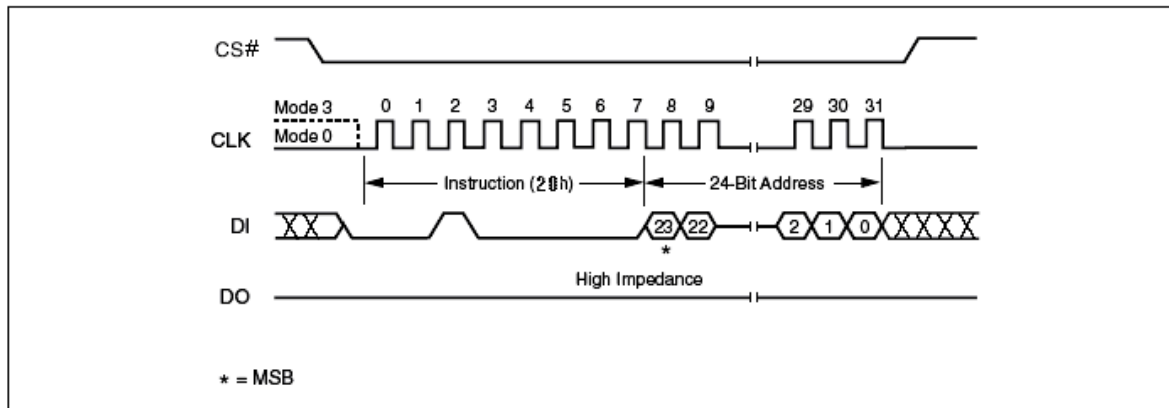 CS#
Mode 3 0 1 2 3 4 5 6 7 8 9 29 30 31
CLK Mode 0
Instruction (20h) 24-Bit Address
DI 23 22 2 1 0
*
High Impedance
DO
* = MSB